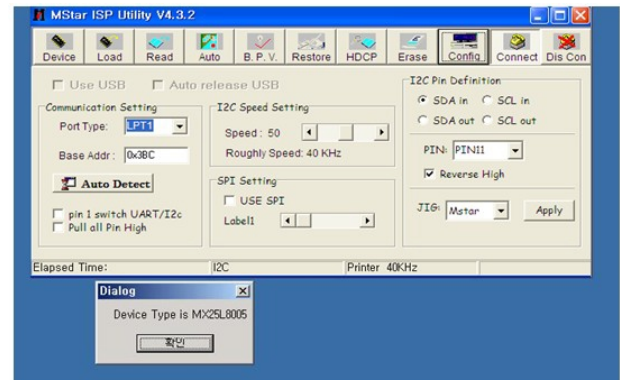 MStar ISP Utility V4.3.2
Device Load Read Auto B. P. V. Restore HDCP Erase Config Connect Dis Con
Use USB Auto release USB
Communication Setting
Port Type: LPT1
Base Addr: 0x3BC
Auto Detect
pin 1 switch UART/I2c
Pull all Pin High
I2C Speed Setting
Speed : 50
Roughly Speed: 40 KHz
SPI Setting
USE SPI
Label1
I2C Pin Definition
SDA in SCL in
SDA out SCL out
PIN: PIN11
Reverse High
JIG: Mstar Apply
Elapsed Time: I2C Printer 40KHz
Dialog
Device Type is MX25L8005
확인